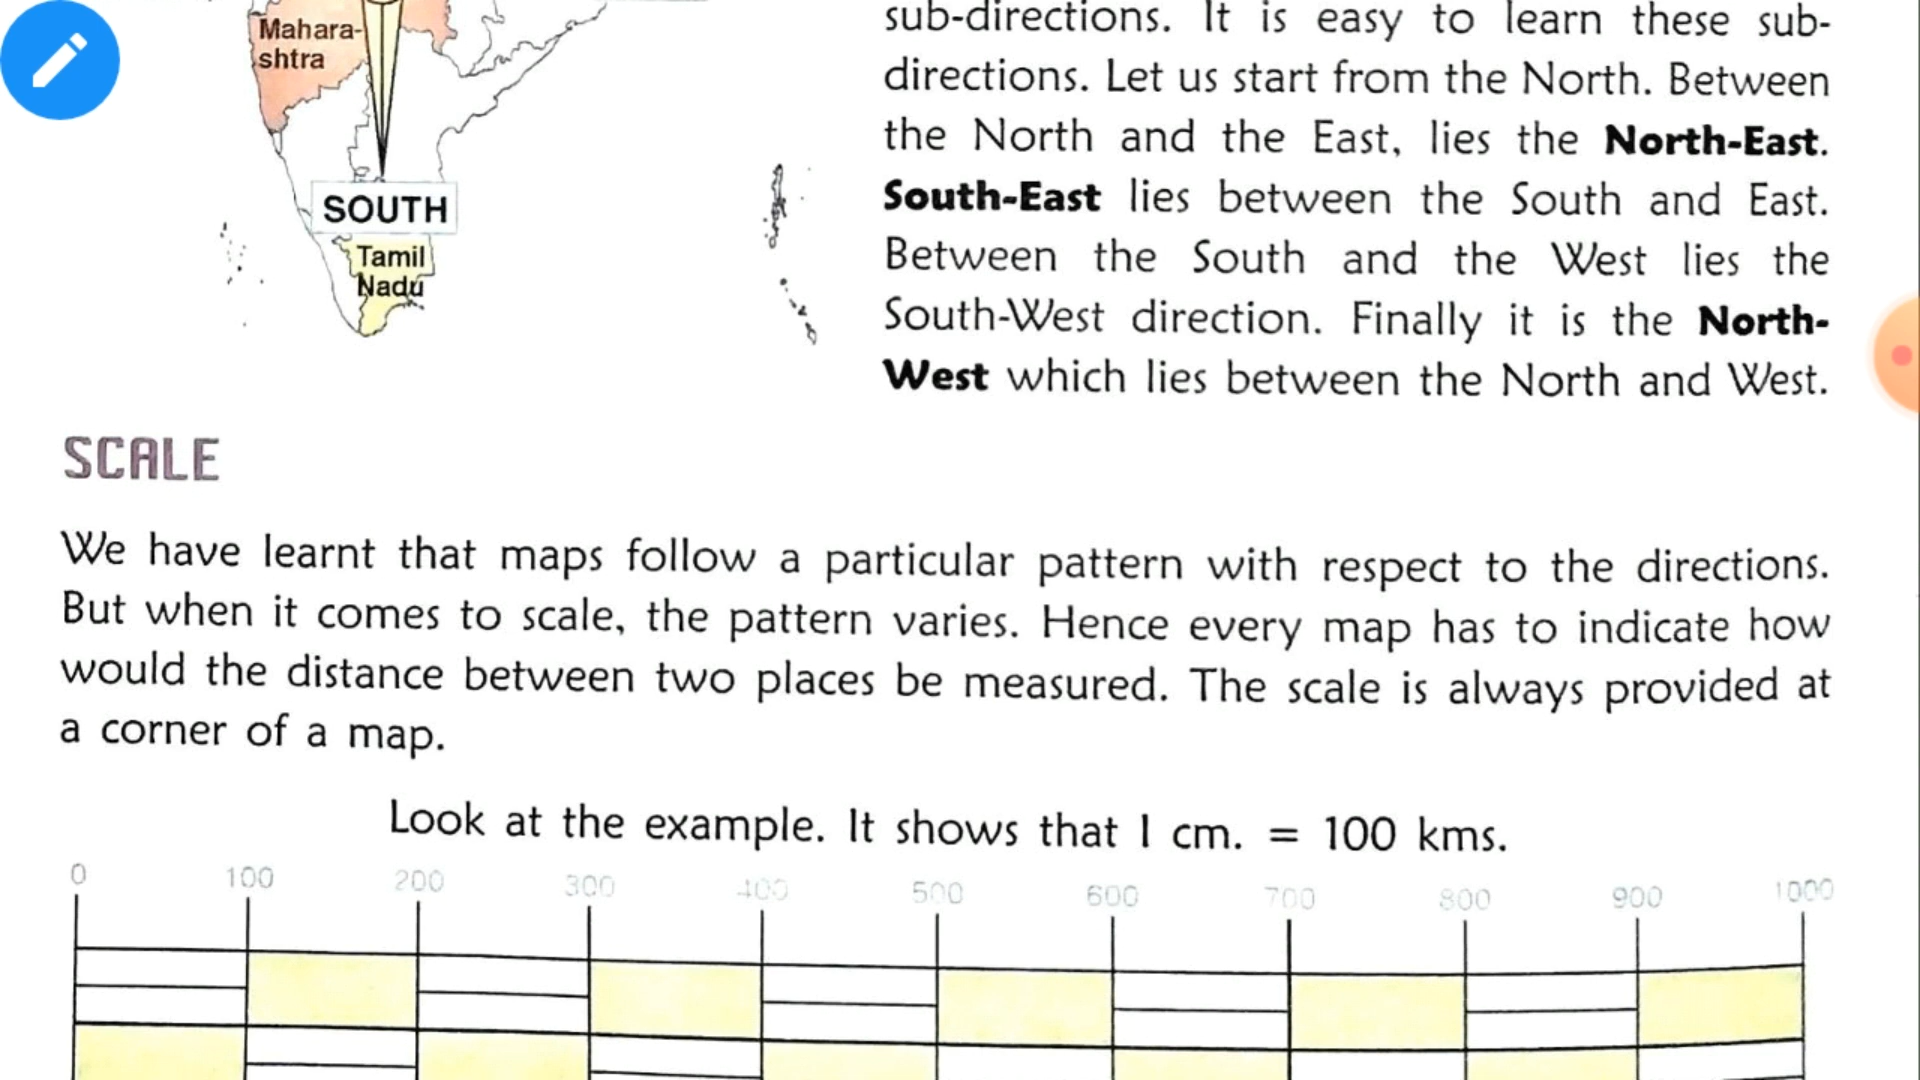 Mahara-
shtra
SOUTH
Tamil
Nadu
sub-directions. It is easy to learn these sub-
directions. Let us start from the North. Between
the North and the East, lies the North-East.
South-East lies between the South and East.
Between the South and the West lies the
South-West direction. Finally it is the North-
West which lies between the North and West.
SCALE
We have learnt that maps follow a particular pattern with respect to the directions.
But when it comes to scale, the pattern varies. Hence every map has to indicate how
would the distance between two places be measured. The scale is always provided at
a corner of a map.
Look at the example. It shows that 1 cm. = 100 kms.
0 100 200 300 400 500 600 700 800 900 1000